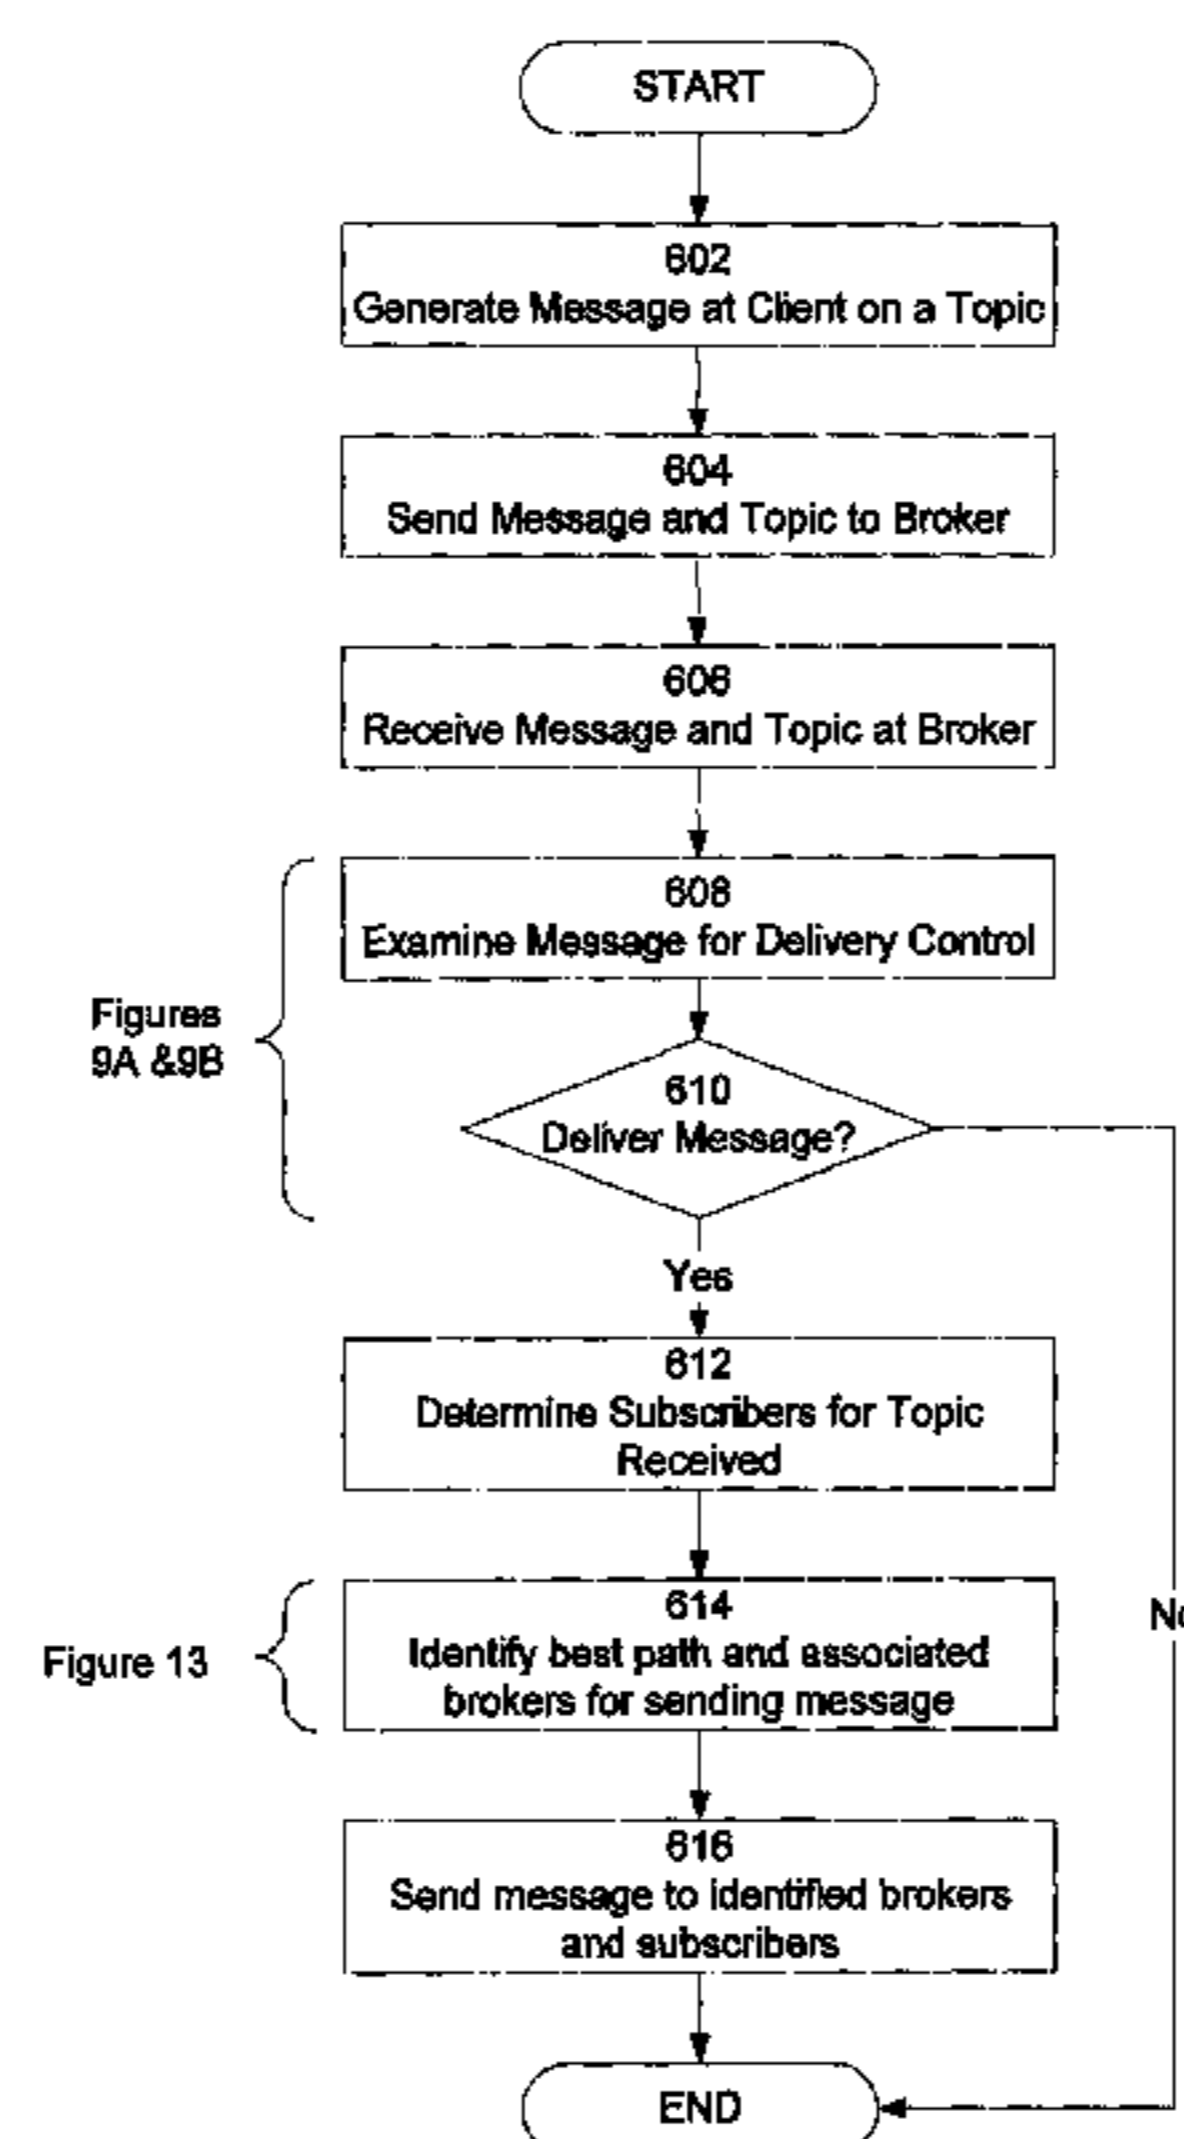 START
602
Generate Message at Client on a Topic
604
Send Message and Topic to Broker
606
Receive Message and Topic at Broker
608
Examine Message for Delivery Control
Figures
9A &9B
610
Deliver Message?
Yes
612
Determine Subscribers for Topic
Received
614
Identify best path and associated
brokers for sending message
No
Figure 13
616
Send message to identified brokers
and subscribers
END